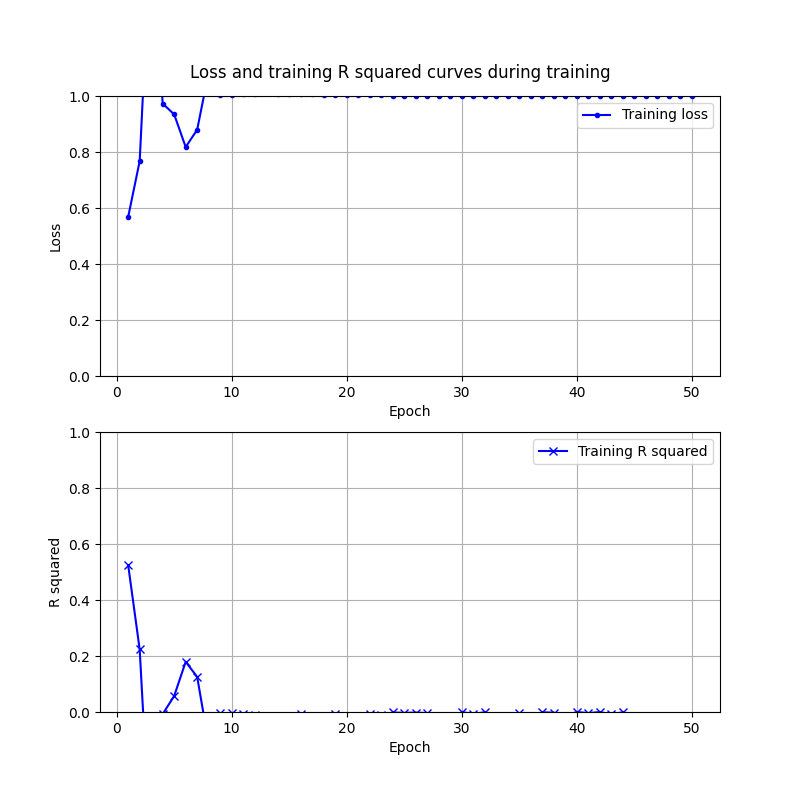 Loss and training R squared curves during training
1.0
0.8
0.6
0.4
0.2
0.0
Loss
Training loss
0 10 20 30 40 50
Epoch
1.0
0.8
0.6
0.4
0.2
0.0
R squared
Training R squared
0 10 20 30 40 50
Epoch